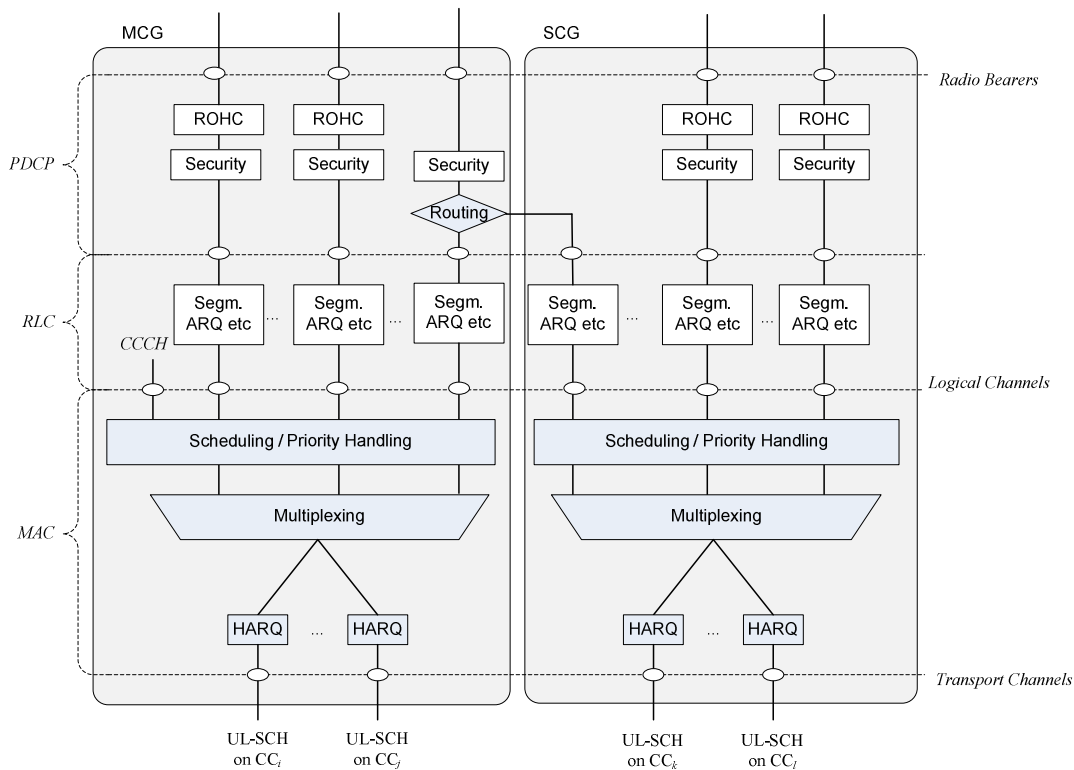 MCG
SCG
Radio Bearers
ROHC
ROHC
ROHC
ROHC
PDCP
Security
Security
Security
Security
Security
Routing
RLC
Segm.
ARQ etc
...
Segm.
ARQ etc
...
Segm.
ARQ etc
Segm.
ARQ etc
...
Segm.
ARQ etc
...
Segm.
ARQ etc
CCCH
Logical Channels
Scheduling / Priority Handling
Scheduling / Priority Handling
MAC
Multiplexing
Multiplexing
HARQ
...
HARQ
HARQ
...
HARQ
Transport Channels
UL-SCH
on CCi
UL-SCH
on CCj
UL-SCH
on CCk
UL-SCH
on CCl